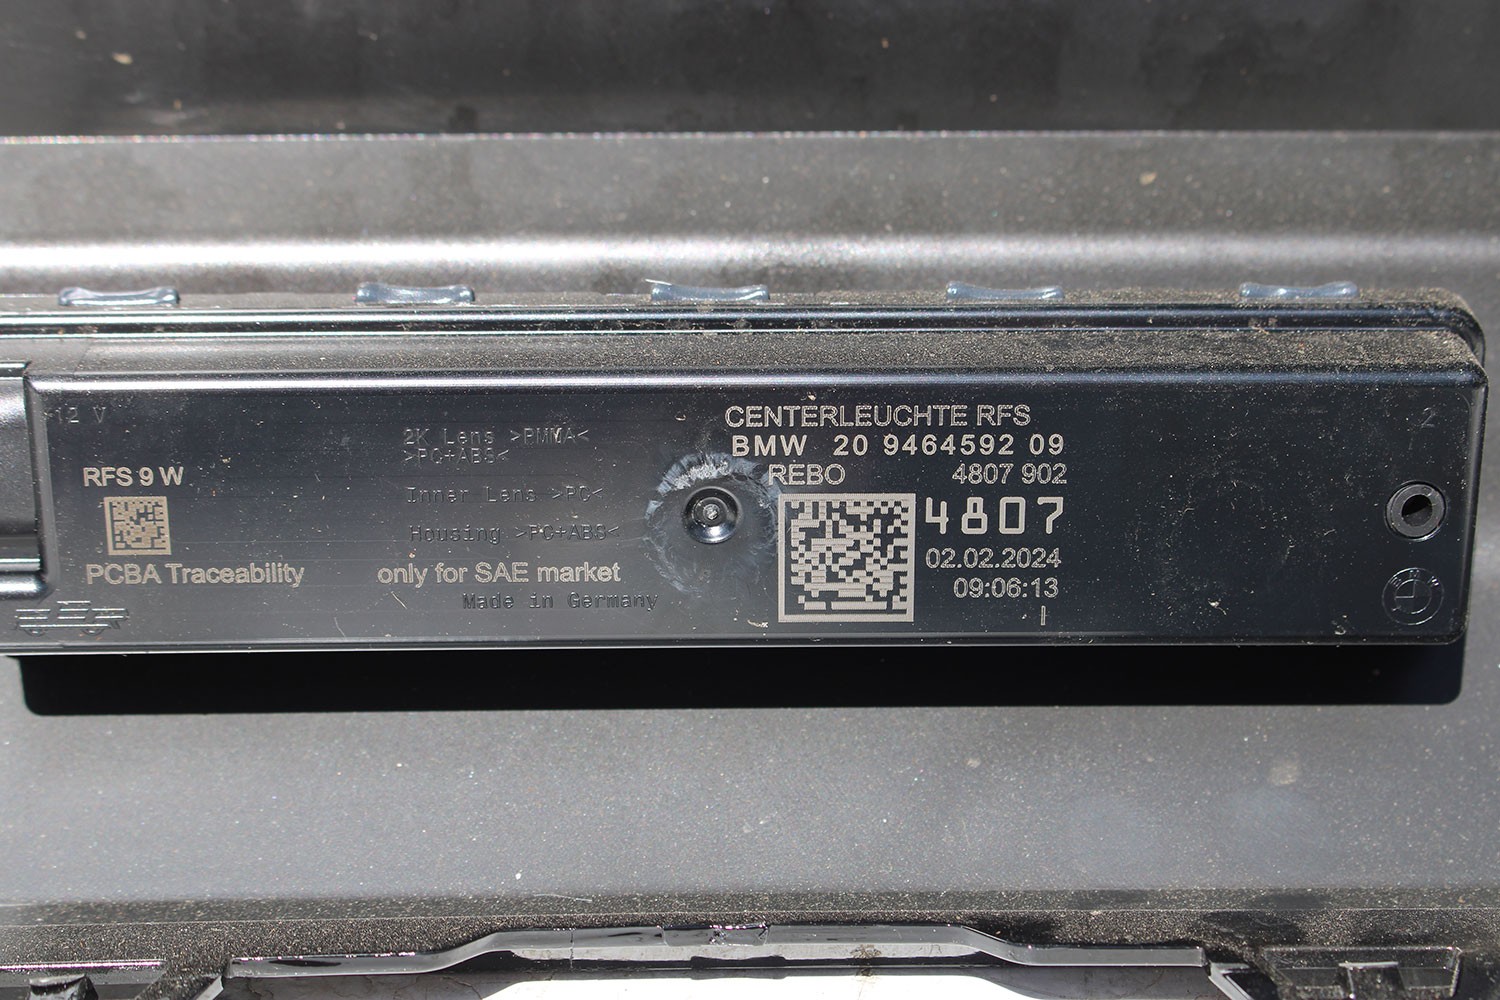 12 V
RFS 9 W
PCBA Traceability
2K Lens >PMMA<
>PC+ABS<
Inner Lens >PC<
Housing >PC+ABS<
only for SAE market
Made in Germany
CENTERLEUCHTE RFS
BMW 20 9464592 09
REBO 4807 902
4807
02.02.2024
09:06:13
2